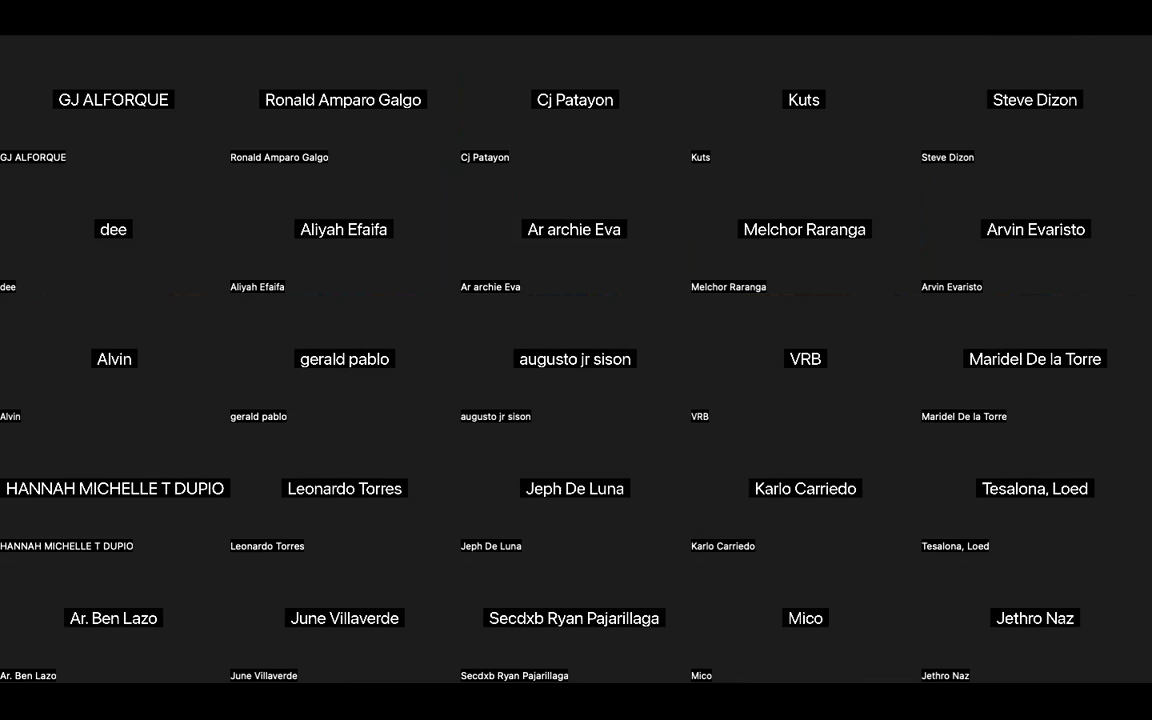 GJ ALFORQUE
Ronald Amparo Galgo
Cj Patayon
Kuts
Steve Dizon
GJ ALFORQUE
Ronald Amparo Galgo
Cj Patayon
Kuts
Steve Dizon
dee
Aliyah Efaifa
Ar archie Eva
Melchor Raranga
Arvin Evaristo
dee
Aliyah Efaifa
Ar archie Eva
Melchor Raranga
Arvin Evaristo
Alvin
gerald pablo
augusto jr sison
VRB
Maridel De la Torre
Alvin
gerald pablo
augusto jr sison
VRB
Maridel De la Torre
HANNAH MICHELLE T DUPIO
Leonardo Torres
Jeph De Luna
Karlo Carriedo
Tesalona, Loed
HANNAH MICHELLE T DUPIO
Leonardo Torres
Jeph De Luna
Karlo Carriedo
Tesalona, Loed
Ar. Ben Lazo
June Villaverde
Secdxb Ryan Pajarillaga
Mico
Jethro Naz
Ar. Ben Lazo
June Villaverde
Secdxb Ryan Pajarillaga
Mico
Jethro Naz